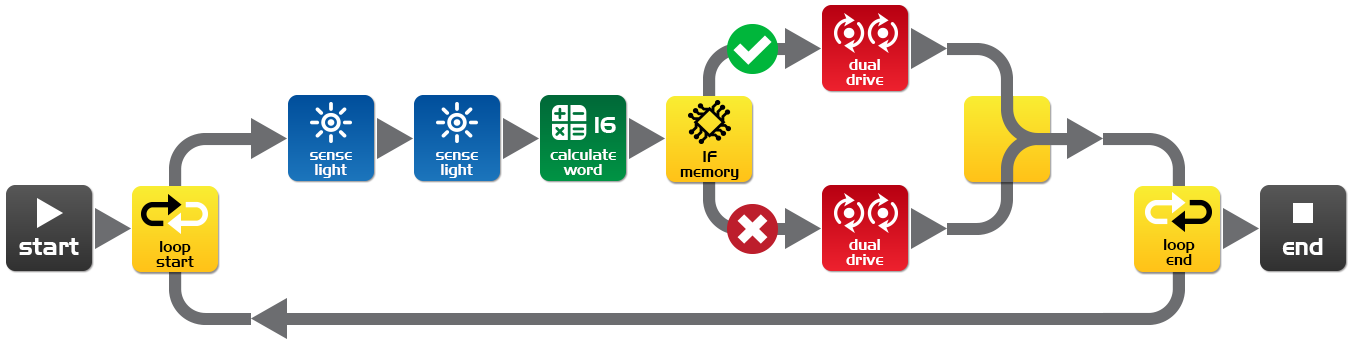 start
loop
start
sense
light
sense
light
16
calculate
word
IF
memory
dual
drive
dual
drive
loop
end
end